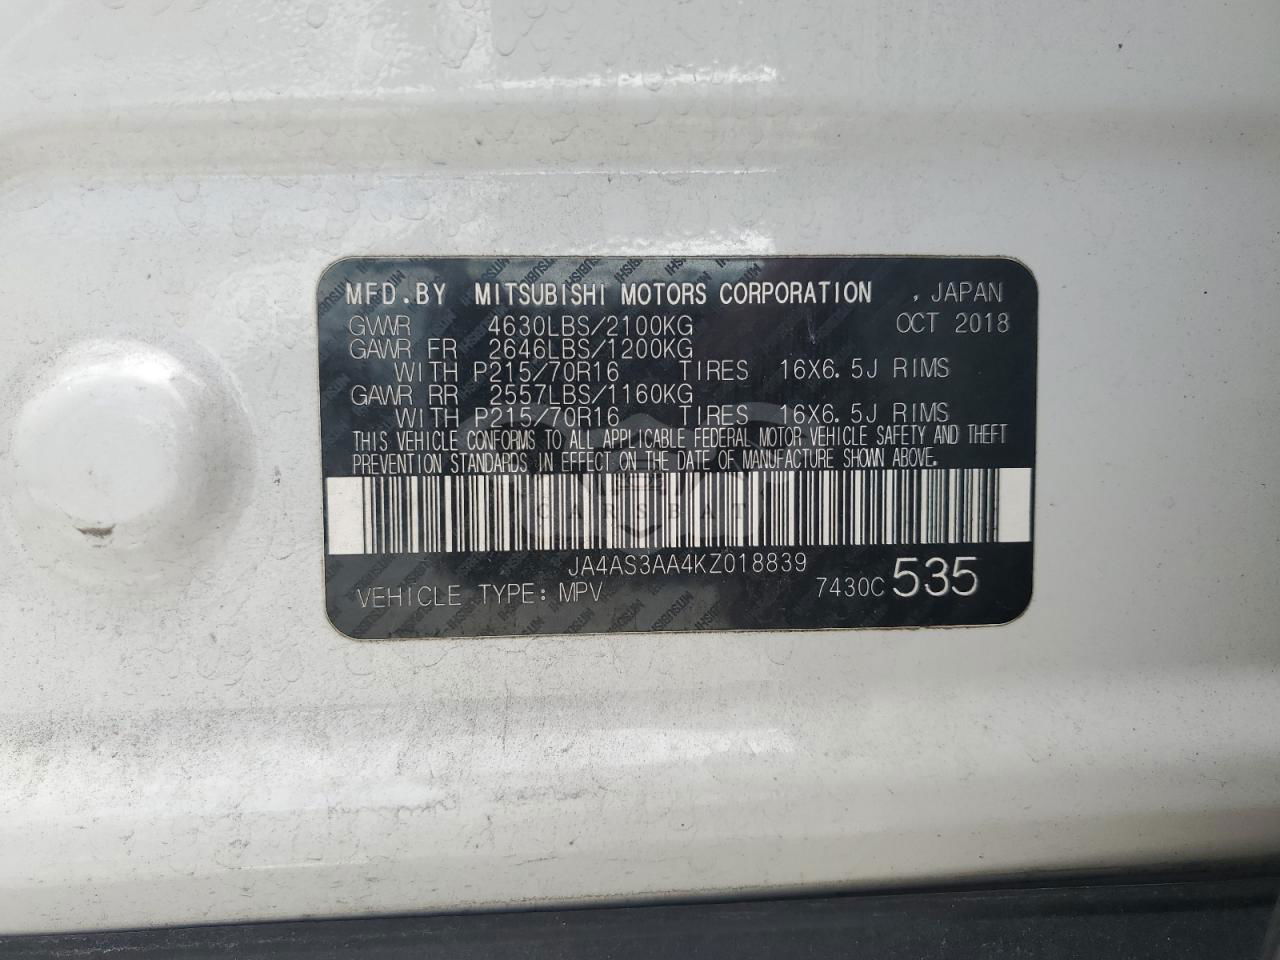 MFD.BY MITSUBISHI MOTORS CORPORATION , JAPAN
GVWR 4630LBS/2100KG OCT 2018
GAWR FR 2646LBS/1200KG
WITH P215/70R16 TIRES 16X6.5J RIMS
GAWR RR 2557LBS/1160KG
WITH P215/70R16 TIRES 16X6.5J RIMS
THIS VEHICLE CONFORMS TO ALL APPLICABLE FEDERAL MOTOR VEHICLE SAFETY AND THEFT
PREVENTION STANDARDS IN EFFECT ON THE DATE OF MANUFACTURE SHOWN ABOVE.
CARSBAT
JA4AS3AA4KZ018839
VEHICLE TYPE: MPV 7430C 535